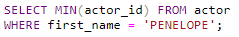 SELECT MIN(actor_id) FROM actor
WHERE first_name = 'PENELOPE';